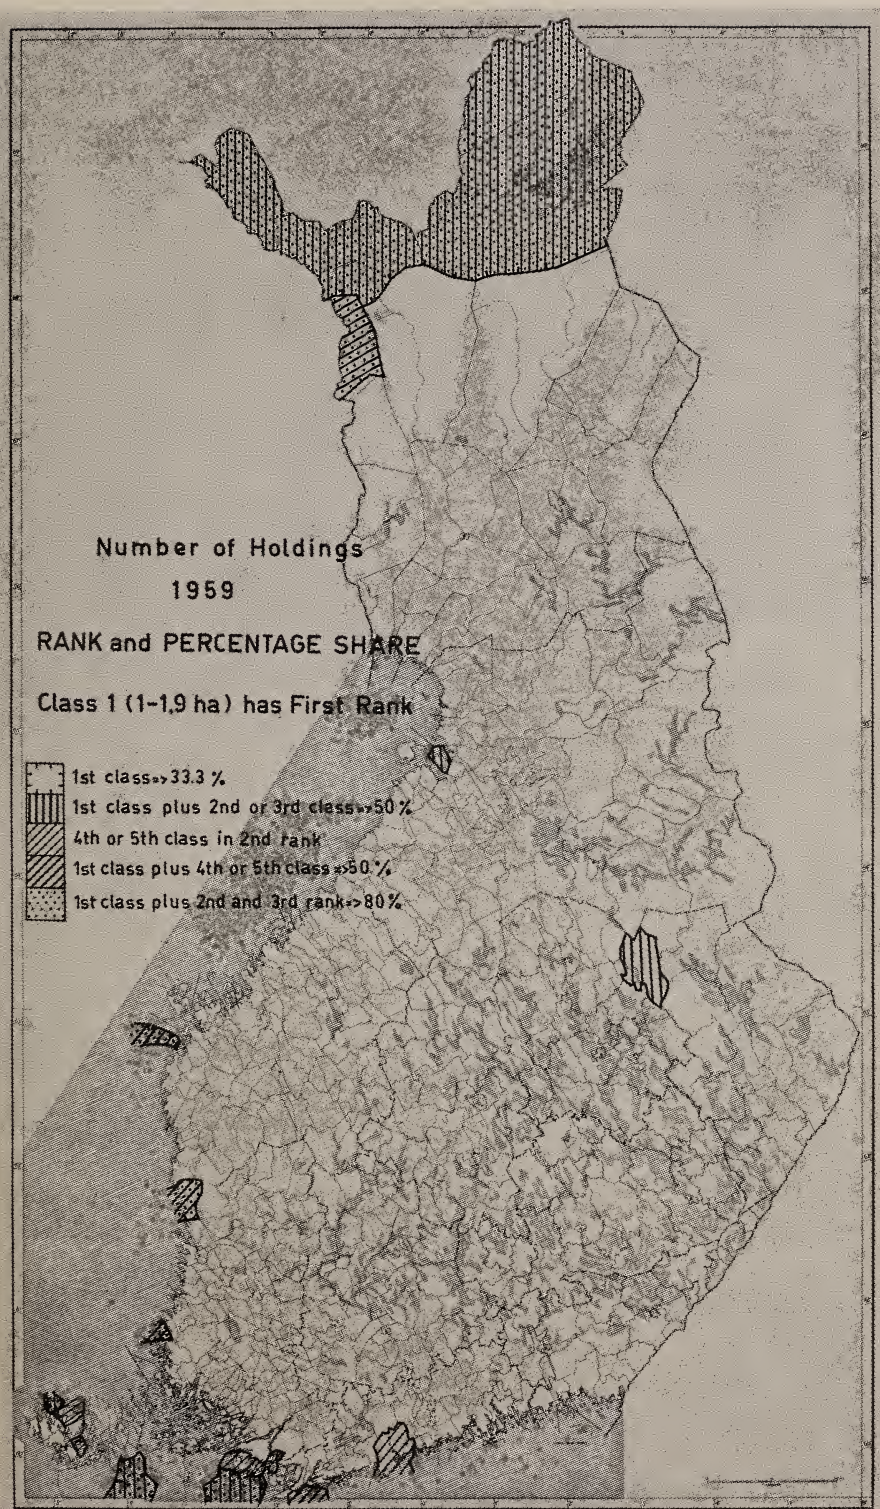 Number of Holdings
1959
RANK and PERCENTAGE SHARE
Class 1 (1-1,9 ha) has First Rank
1st class=>33.3 %
1st class plus 2nd or 3rd class=>50%
4th or 5th class in 2nd rank
1st class plus 4th or 5th class=>50 %
1st class plus 2nd and 3rd rank=>80%